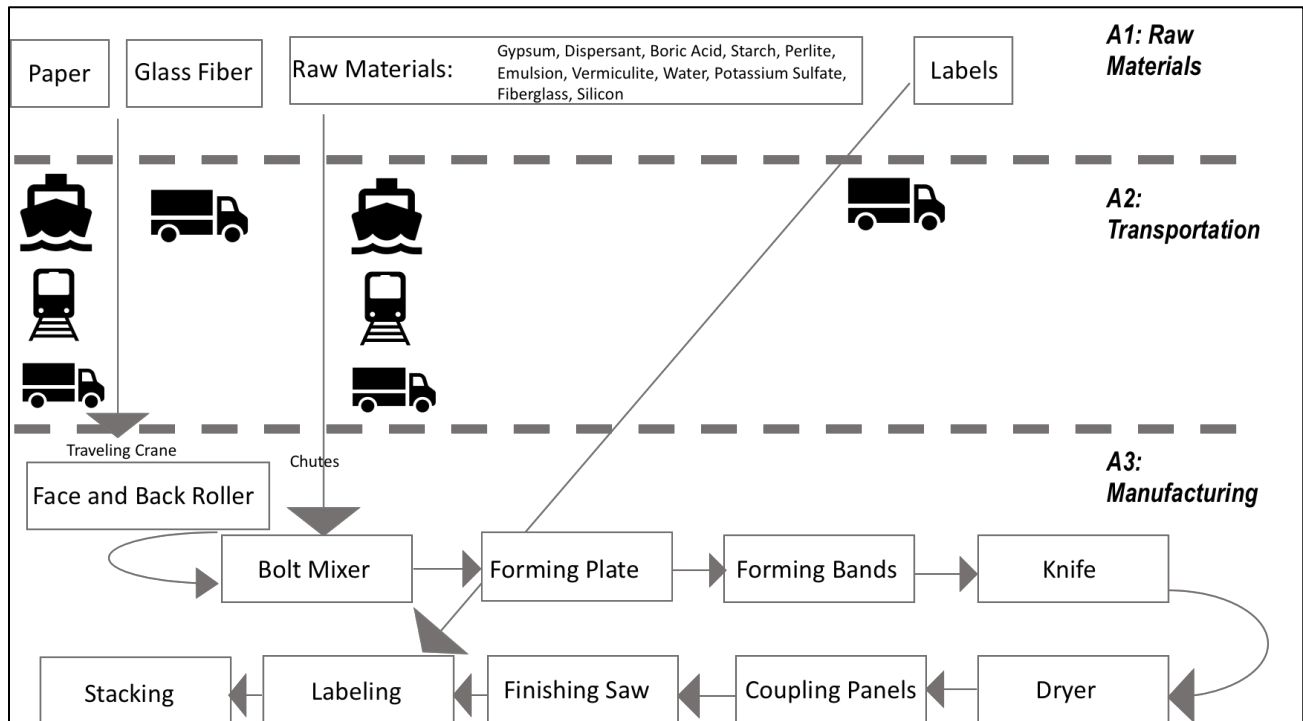 Paper
Glass Fiber
Raw Materials:
Gypsum, Dispersant, Boric Acid, Starch, Perlite,
Emulsion, Vermiculite, Water, Potassium Sulfate,
Fiberglass, Silicon
Labels
A1: Raw
Materials
A2:
Transportation
Traveling Crane
Chutes
A3:
Manufacturing
Face and Back Roller
Bolt Mixer
Forming Plate
Forming Bands
Knife
Stacking
Labeling
Finishing Saw
Coupling Panels
Dryer